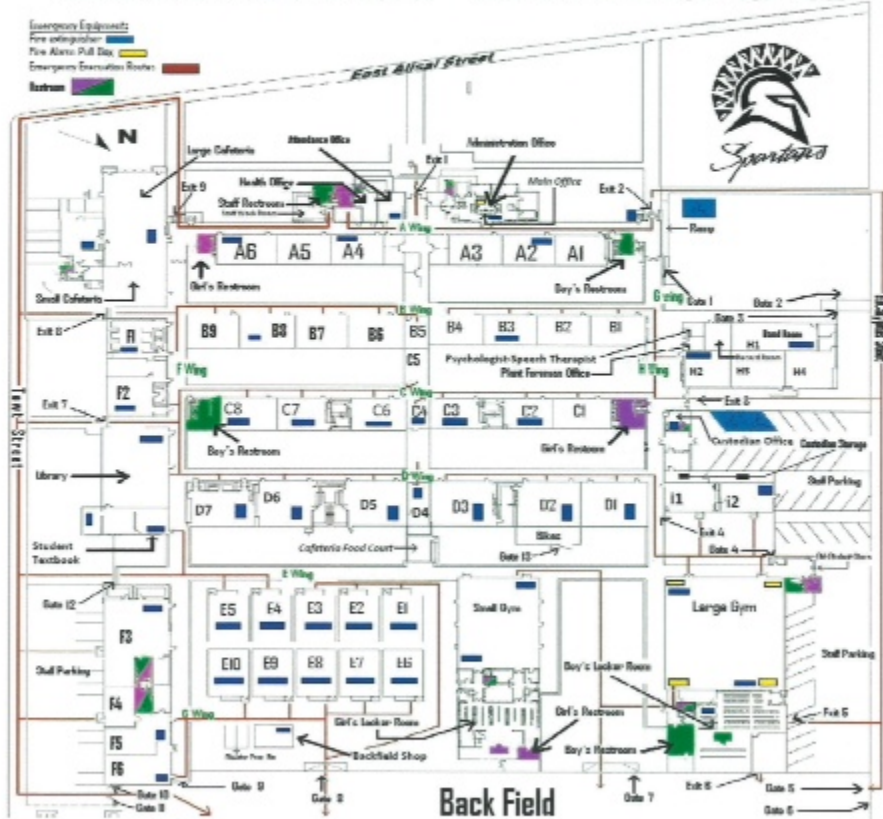 Emergency Equipments
Fire extinguisher
Fire Alarm Pull Box
Emergency Evacuation Routes
Restroom
East Alisal Street
N
Spartans
Large Cafeteria
Attendance Office
Administration Office
Exit 1
Main Office
Exit 9
Health Office
Staff Restroom
Exit 2
A Wing
Ramp
A6 A5 A4 A3 A2 A1
Girl's Restroom
Boy's Restroom
Small Cafeteria
G wing
Gate 1
Gate 2
Gate 3
B Wing
Exit 8
B9 B8 B7 B6 B5 B4 B3 B2 B1
Band Room
H1
Psychologist-Speech Therapist
Plant Foreman Office
F Wing
C5
H Wing
H2 H3 H4
F2
C Wing
Exit 7
Exit 3
C8 C7 C6 C4 C3 C2 C1
Boy's Restroom
Girl's Restroom
Custodian Office
Custodian Storage
Town Street
Library
D Wing
Staff Parking
D7 D6 D5 D4 D3 D2 D1
I1 i2
Student
Textbook
Cafeteria Food Court
Bikes
Gate 13
Exit 4
Gate 4
E Wing
Gate 12
E5 E4 E3 E2 E1
Small Gym
Large Gym
F3
Staff Parking
E10 E9 E8 E7 E6
Boy's Locker Room
Staff Parking
F4
Girl's Locker Room
Girl's Restroom
G Wing
Exit 5
F5
Backfield Shop
Boy's Restroom
F6
Gate 10
Gate 11
Gate 9
Gate 8
Back Field
Gate 7
Exit 6
Gate 5
Gate 6